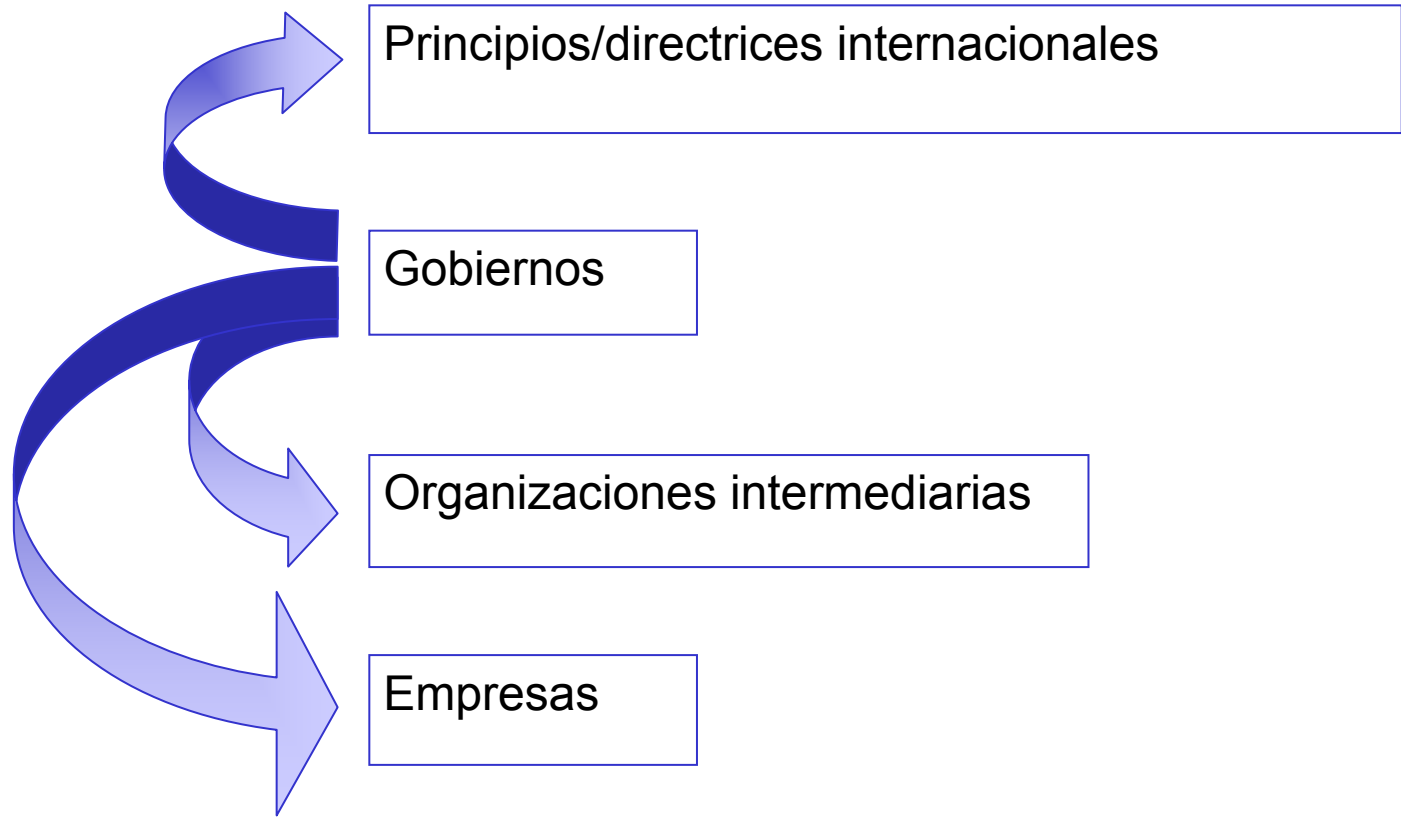 Principios/directrices internacionales
Gobiernos
Organizaciones intermediarias
Empresas